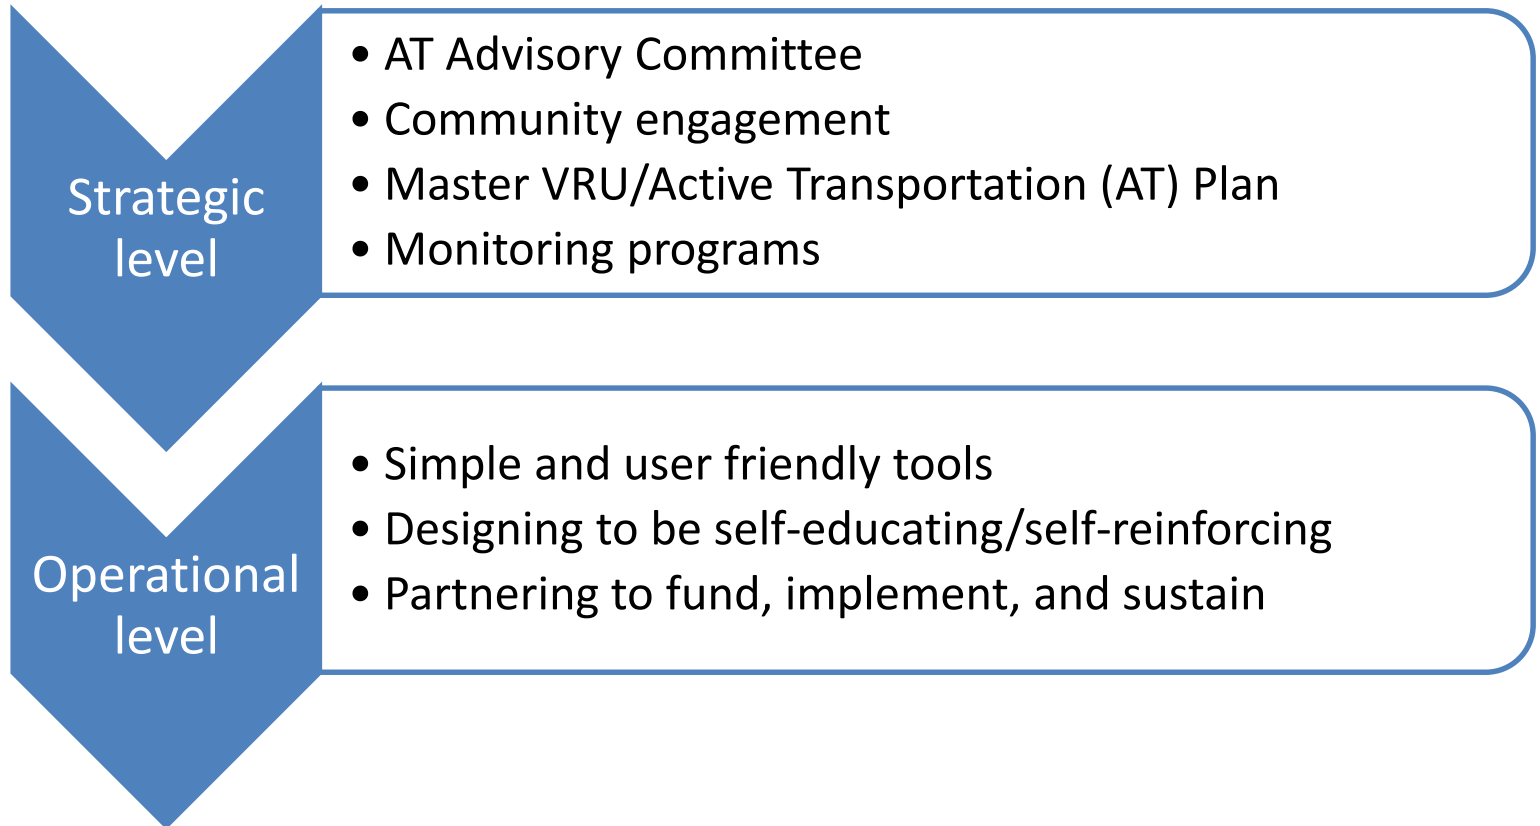 Strategic
level
• AT Advisory Committee
• Community engagement
• Master VRU/Active Transportation (AT) Plan
• Monitoring programs
Operational
level
• Simple and user friendly tools
• Designing to be self-educating/self-reinforcing
• Partnering to fund, implement, and sustain